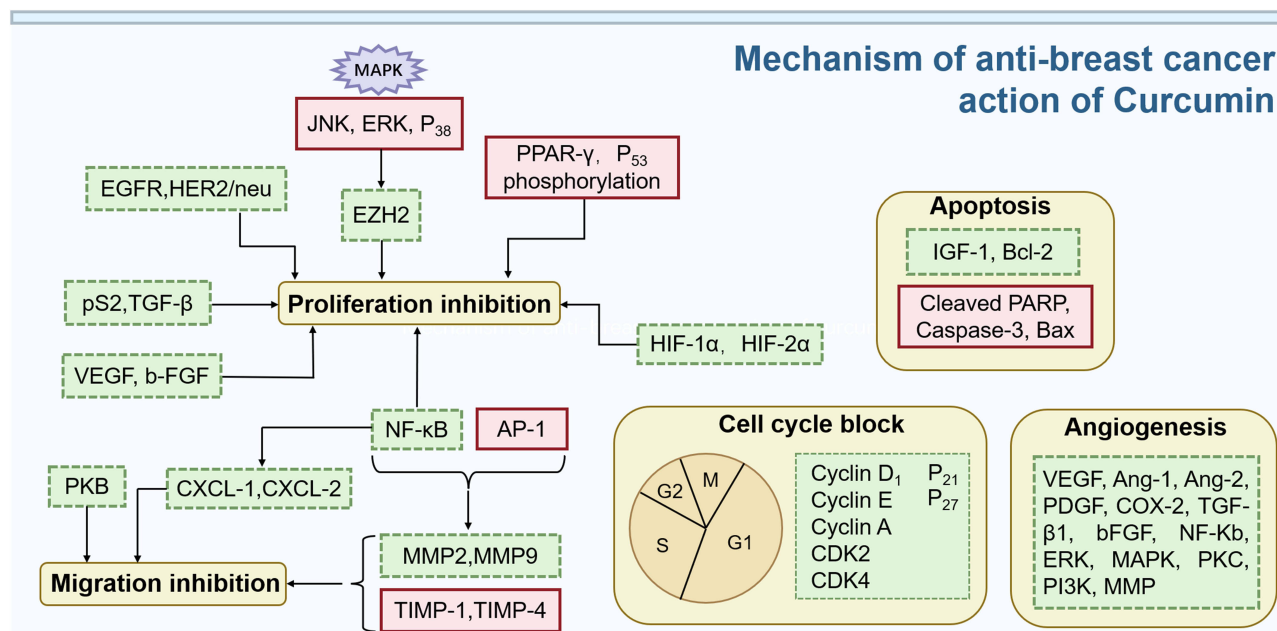 Mechanism of anti-breast cancer
action of Curcumin
MAPK
JNK, ERK, P38
PPAR-γ, P53
phosphorylation
EGFR,HER2/neu
EZH2
pS2,TGF-β
Proliferation inhibition
VEGF, b-FGF
HIF-1α, HIF-2α
NF-κB
AP-1
PKB
CXCL-1,CXCL-2
MMP2,MMP9
Migration inhibition
TIMP-1,TIMP-4
Apoptosis
IGF-1, Bcl-2
Cleaved PARP,
Caspase-3, Bax
Cell cycle block
M
G2
S
G1
Cyclin D1 P21
Cyclin E P27
Cyclin A
CDK2
CDK4
Angiogenesis
VEGF, Ang-1, Ang-2,
PDGF, COX-2, TGF-
β1, bFGF, NF-Kb,
ERK, MAPK, PKC,
PI3K, MMP